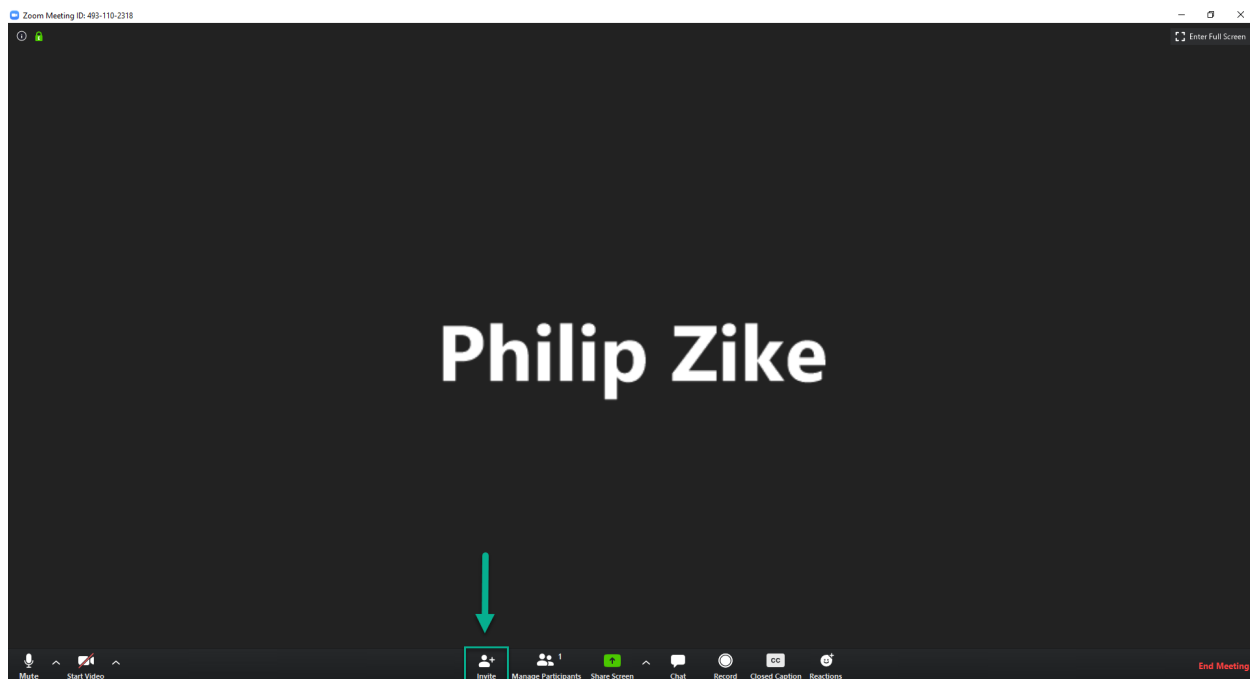 Zoom Meeting ID: 493-110-2318
Enter Full Screen
Philip Zike
1
CC
Mute Start Video Invite Manage Participants Share Screen Chat Record Closed Caption Reactions End Meeting